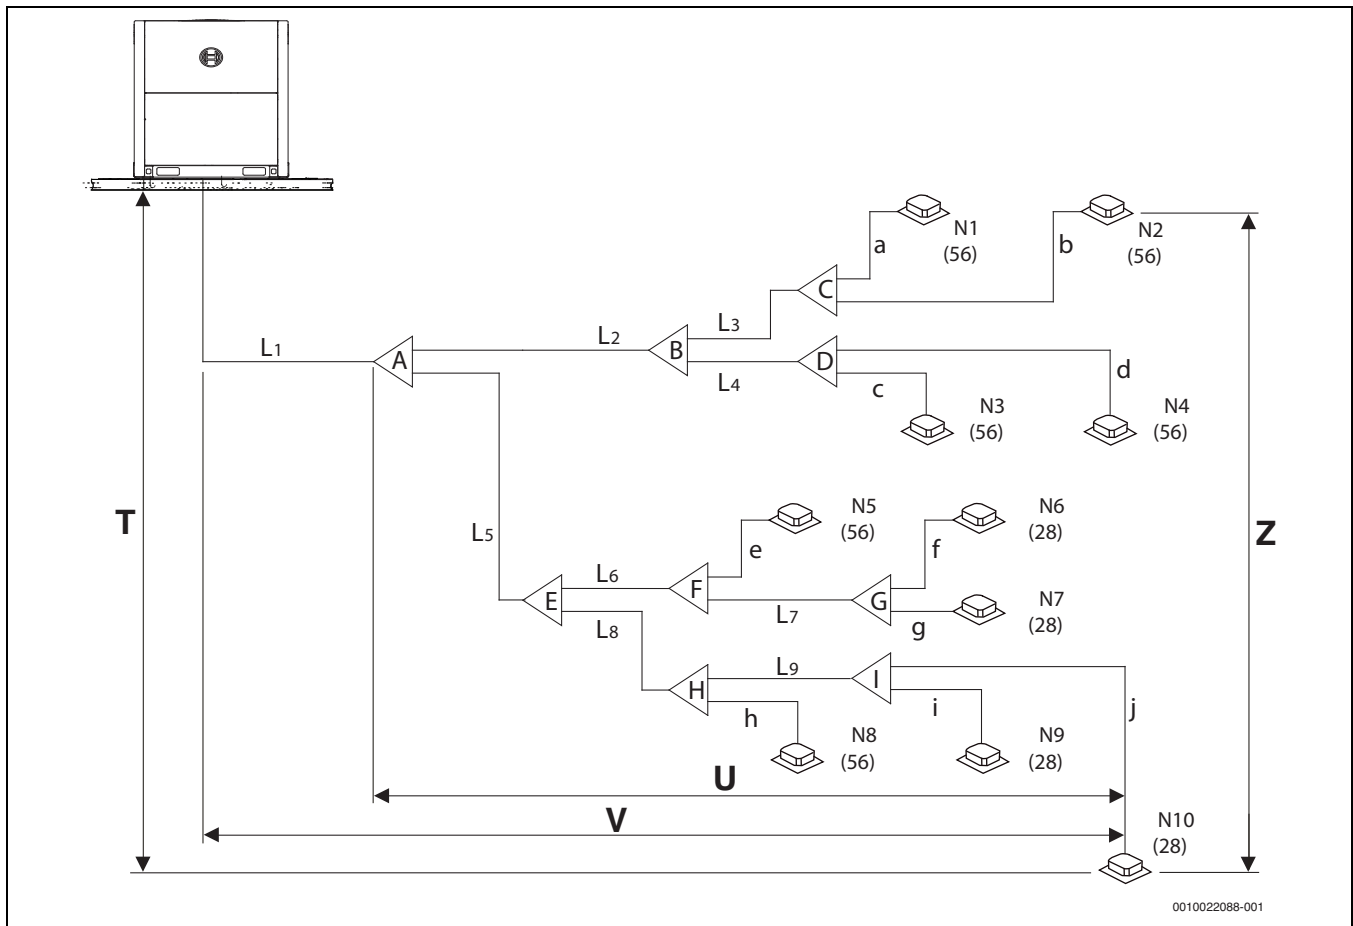 N1
(56)
N2
(56)
a
b
C
L1
A
L2
B
L3
L4
D
d
c
N3
(56)
N4
(56)
T
Z
L5
N5
(56)
N6
(28)
e
f
L6
F
E
L7
G
N7
(28)
g
L8
L9
I
H
h
i
j
N8
(56)
N9
(28)
U
V
N10
(28)
0010022088-001